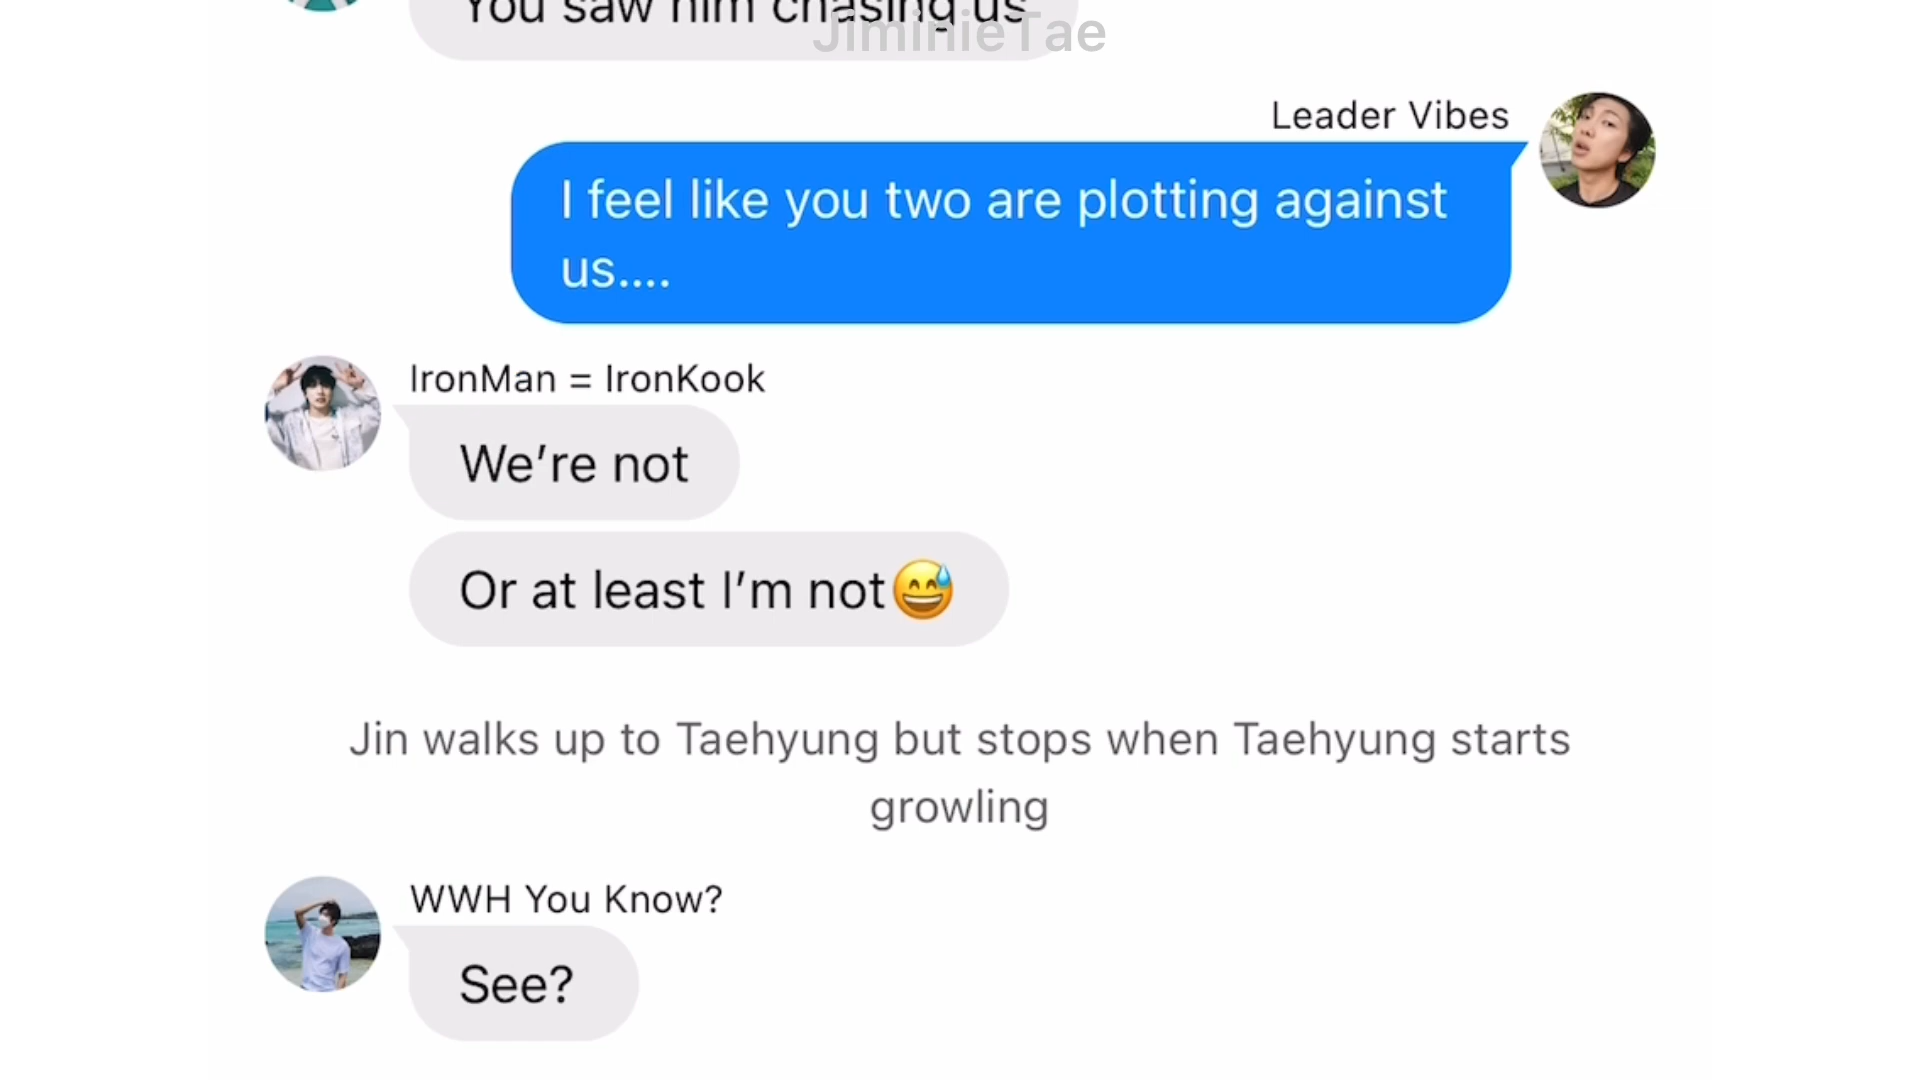 You saw him chasing us
JiminieTae
Leader Vibes
I feel like you two are plotting against
us....
IronMan = IronKook
We’re not
Or at least I’m not😅
Jin walks up to Taehyung but stops when Taehyung starts
growling
WWH You Know?
See?